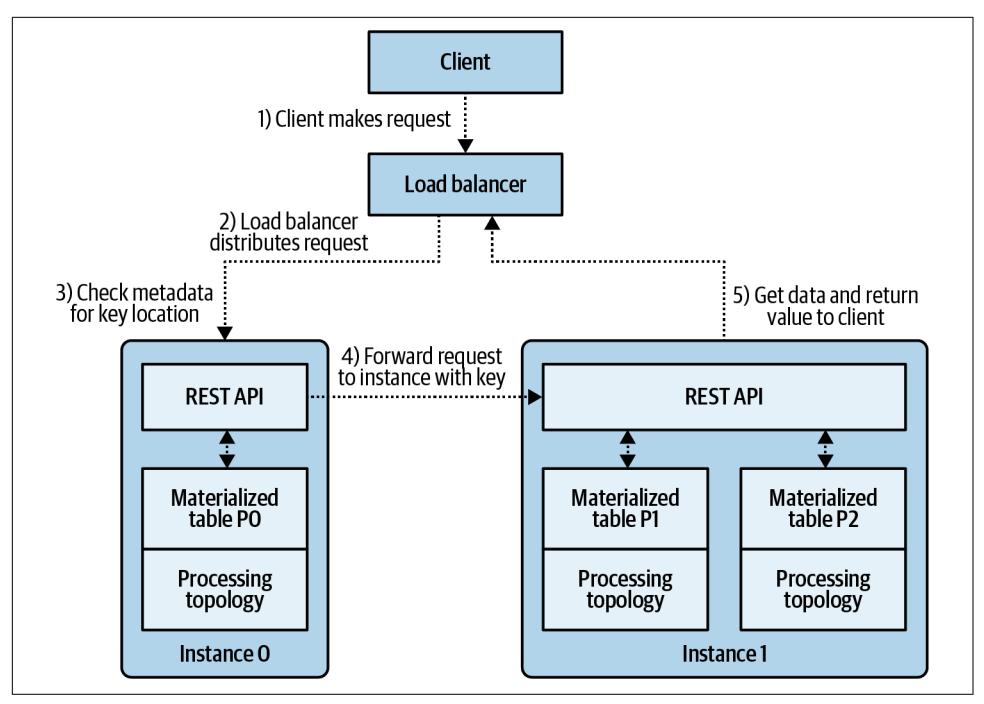 Client
1) Client makes request
Load balancer
2) Load balancer
distributes request
3) Check metadata
for key location
5) Get data and return
value to client
4) Forward request
to instance with key
REST API
REST API
Materialized
table P0
Materialized
table P1
Materialized
table P2
Processing
topology
Processing
topology
Processing
topology
Instance 0
Instance 1